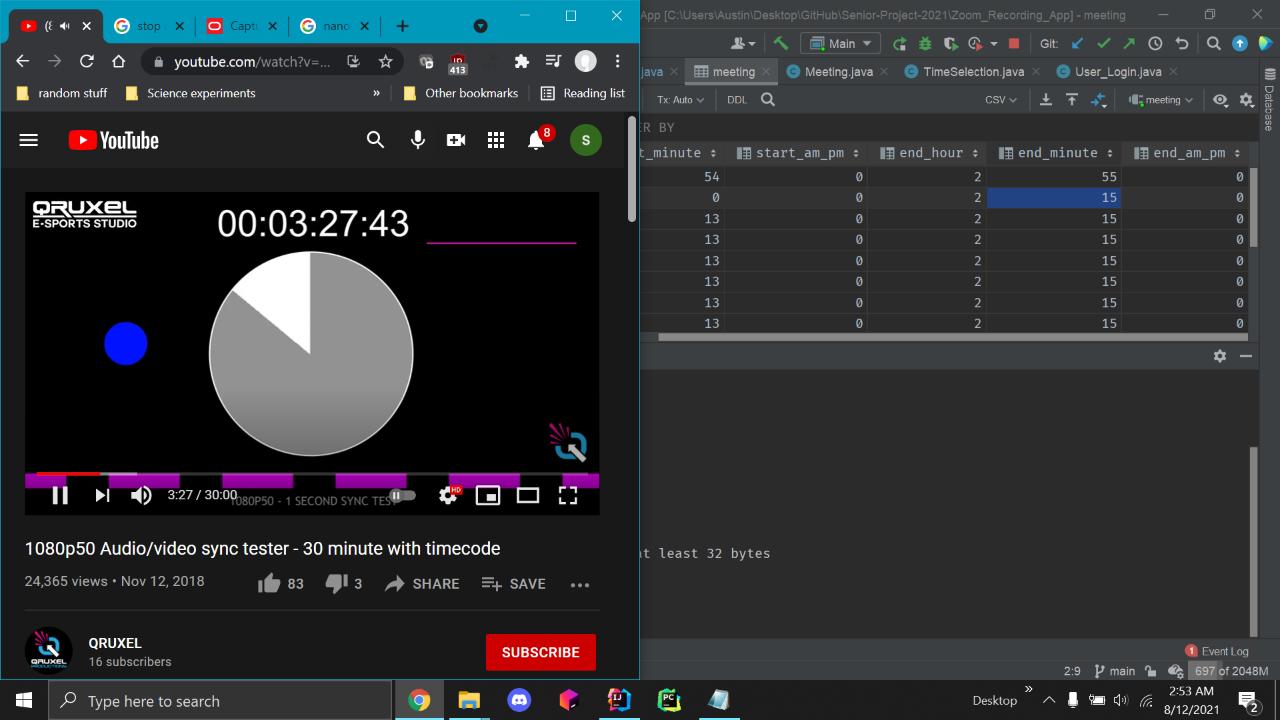 (8
stop
Capt
nano
youtube.com/watch?v=...
413
random stuff
Science experiments
»
Other bookmarks
Reading list
YouTube
8
S
QRUXEL
E-SPORTS STUDIO
00:03:27:43
3:27 / 30:00
HD
1080P50 - 1 SECOND SYNC TEST
1080p50 Audio/video sync tester - 30 minute with timecode
24,365 views • Nov 12, 2018
83
3
SHARE
SAVE
QRUXEL
16 subscribers
SUBSCRIBE
QRUXEL
PRODUCTIONS
App [C:\Users\Austin\Desktop\GitHub\Senior-Project-2021\Zoom_Recording_App] - meeting
Main
Git:
java
meeting
Meeting.java
TimeSelection.java
User_Login.java
Tx: Auto
DDL
CSV
meeting
Database
ER BY
t_minute start_am_pm end_hour end_minute end_am_pm
54 0 2 55 0
0 0 2 15 0
13 0 2 15 0
13 0 2 15 0
13 0 2 15 0
13 0 2 15 0
13 0 2 15 0
13 0 2 15 0
at least 32 bytes
1 Event Log
2:9
main
697 of 2048M
Type here to search
Desktop
»
2:53 AM
8/12/2021
2